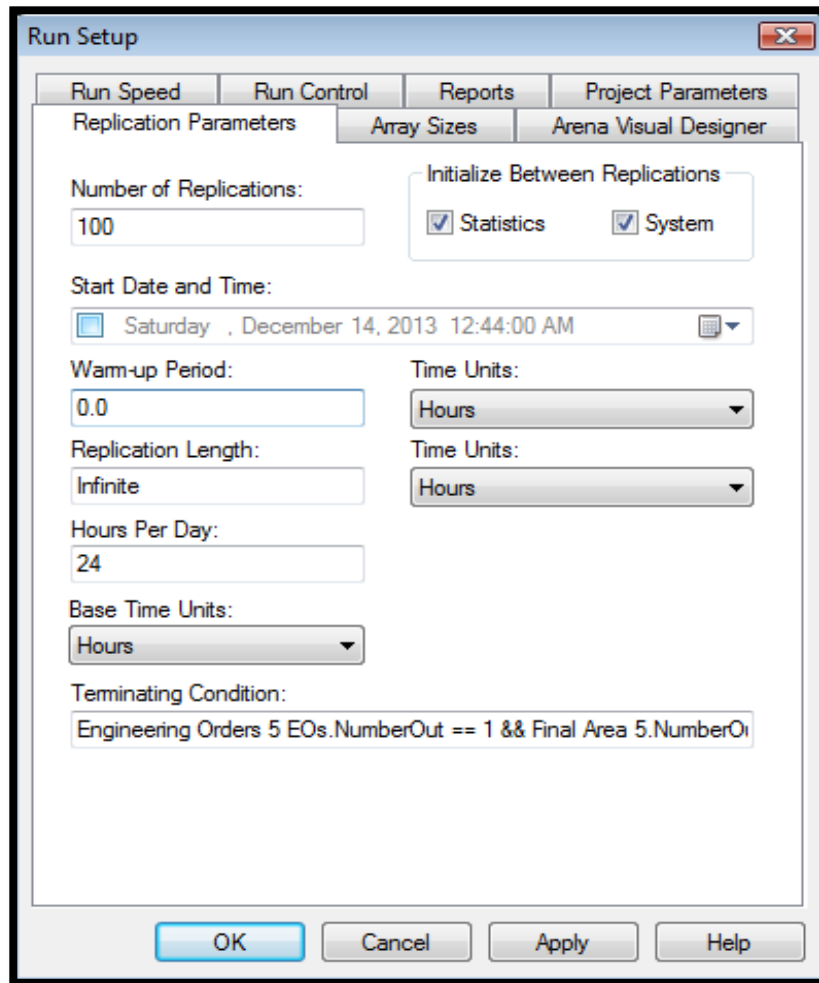 Run Setup
Run Speed Run Control Reports Project Parameters
Replication Parameters Array Sizes Arena Visual Designer
Number of Replications:
100
Initialize Between Replications
Statistics System
Start Date and Time:
Saturday , December 14, 2013 12:44:00 AM
Warm-up Period: Time Units:
0.0 Hours
Replication Length: Time Units:
Infinite Hours
Hours Per Day:
24
Base Time Units:
Hours
Terminating Condition:
Engineering Orders 5 EOs.NumberOut == 1 && Final Area 5.NumberOu
OK Cancel Apply Help